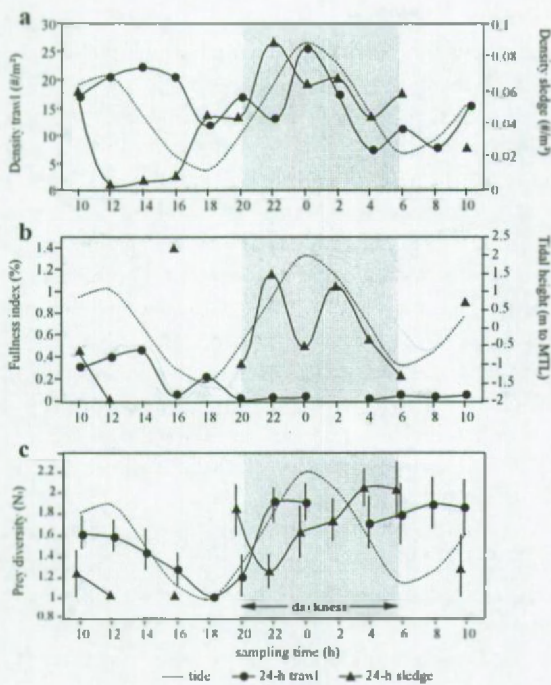 a
30 25 20 15 10 5 0
Density trawl (#/m²)
0.1 0.08 0.06 0.04 0.02 0
Density sledge (#/m²)
10 12 14 16 18 20 22 0 2 4 6 8 10
b
1.4 1.2 1 0.8 0.6 0.4 0.2 0
Fullness index (%)
2.5 2 1.5 1 0.5 0 -0.5 -1 -1.5 -2
Tidal height (m to MTL)
10 12 14 16 18 20 22 0 2 4 6 8 10
c
2.2 2 1.8 1.6 1.4 1.2 1 0.8
Prey diversity (N₁)
darkness
10 12 14 16 18 20 22 0 2 4 6 8 10
sampling time (h)
tide 24-h trawl 24-h sledge